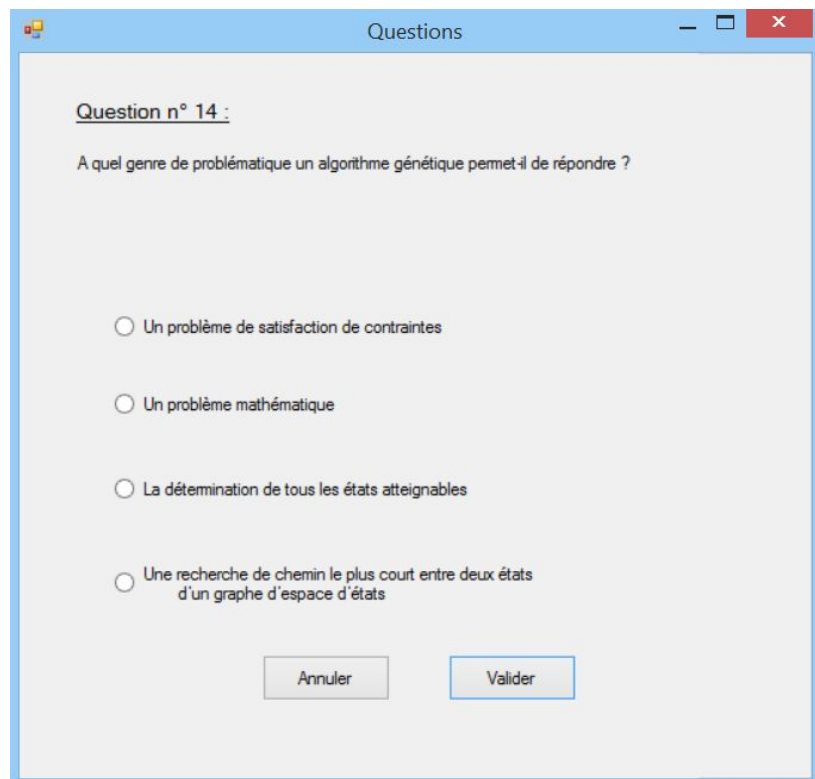 Questions
Question n° 14 :
A quel genre de problématique un algorithme génétique permet-il de répondre ?
Un problème de satisfaction de contraintes
Un problème mathématique
La détermination de tous les états atteignables
Une recherche de chemin le plus court entre deux états
d'un graphe d'espace d'états
Annuler Valider